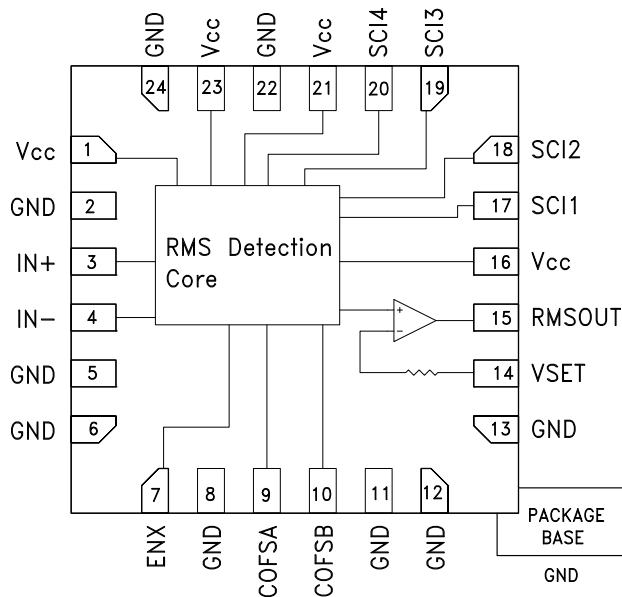 GND
Vcc
GND
Vcc
SCI4
SCI3
24
23
22
21
20
19
Vcc
1
18
SCI2
GND
2
17
SCI1
IN+
3
RMS Detection
Core
16
Vcc
IN-
4
+
-
15
RMSOUT
GND
5
14
VSET
GND
6
13
GND
7
8
9
10
11
12
ENX
GND
COFSA
COFSB
GND
GND
PACKAGE
BASE
GND